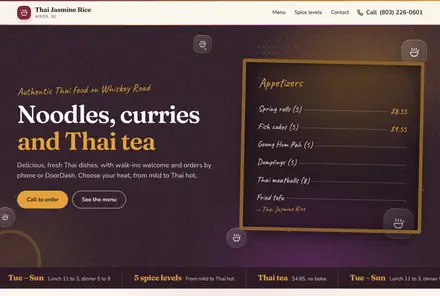 Thai Jasmine Rice
AIKEN, SC
Menu Spice levels Contact Call (803) 226-0601
Authentic Thai food on Whiskey Road
Noodles, curries
and Thai tea
Delicious, fresh Thai dishes, with walk-ins welcome and orders by
phone or DoorDash. Choose your heat, from mild to Thai hot.
Call to order See the menu
Appetizers
Spring rolls (5) $8.55
Fish cakes (5) $9.55
Goong Hum Pah (5)
Dumplings (5)
Thai meatballs (8)
Fried tofu
– Thai Jasmine Rice
Tue – Sun Lunch 11 to 3, dinner 5 to 9 5 spice levels From mild to Thai hot Thai tea $4.85, no boba Tue – Sun Lunch 11 to 3,